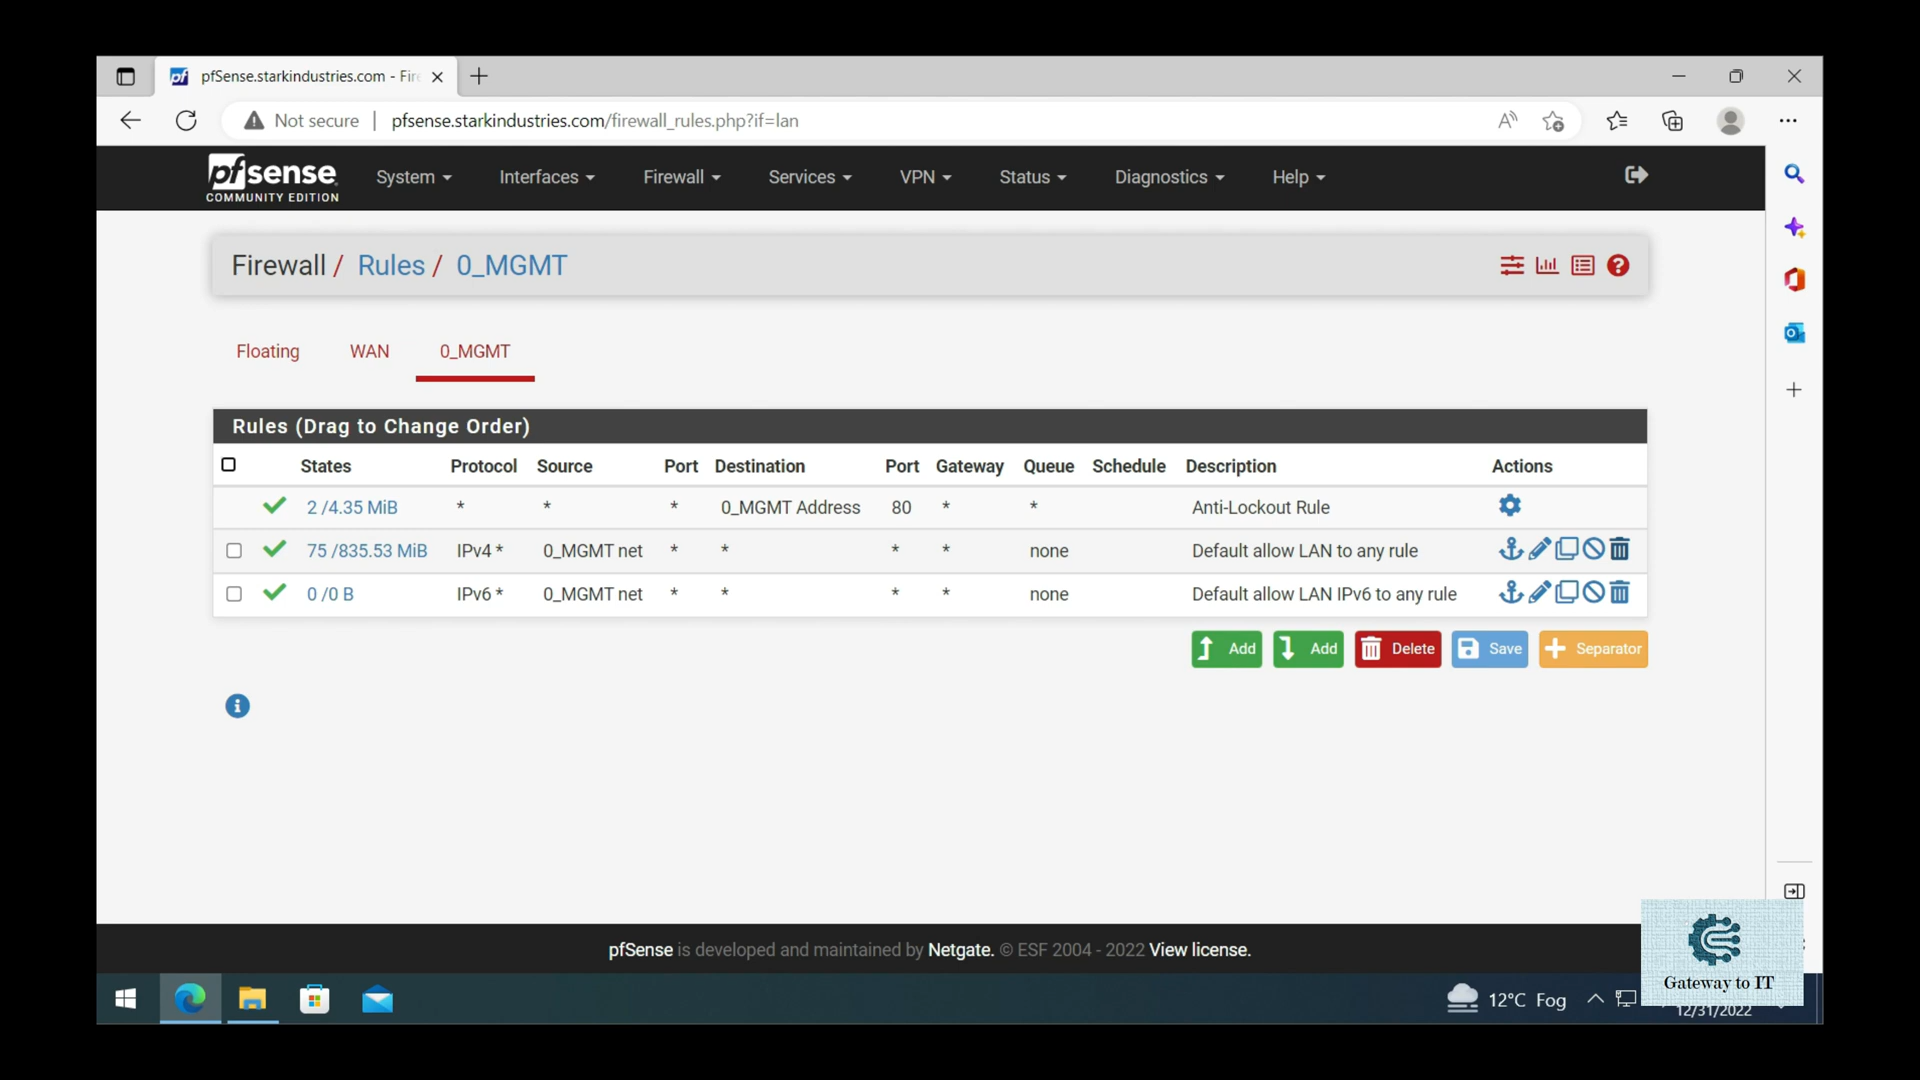 pfSense.starkindustries.com - Fir
Not secure | pfsense.starkindustries.com/firewall_rules.php?if=lan
pfsense
COMMUNITY EDITION
System Interfaces Firewall Services VPN Status Diagnostics Help
Firewall / Rules / 0_MGMT
Floating WAN 0_MGMT
Rules (Drag to Change Order)
States Protocol Source Port Destination Port Gateway Queue Schedule Description Actions
2 /4.35 MiB * * * 0_MGMT Address 80 * * Anti-Lockout Rule
75 /835.53 MiB IPv4 * 0_MGMT net * * * * none Default allow LAN to any rule
0 /0 B IPv6 * 0_MGMT net * * * * none Default allow LAN IPv6 to any rule
Add Add Delete Save Separator
pfSense is developed and maintained by Netgate. © ESF 2004 - 2022 View license.
Gateway to IT
12°C Fog
12/31/2022